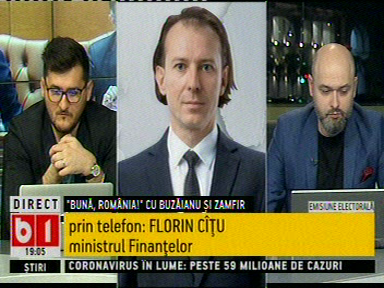 "BUNĂ, ROMÂNIA!" CU BUZĂIANU ȘI ZAMFIR
EMISIUNE ELECTORALĂ
DIRECT
b1
19:05
prin telefon: FLORIN CÎȚU
ministrul Finanțelor
ȘTIRI
CORONAVIRUS ÎN LUME: PESTE 59 MILIOANE DE CAZURI